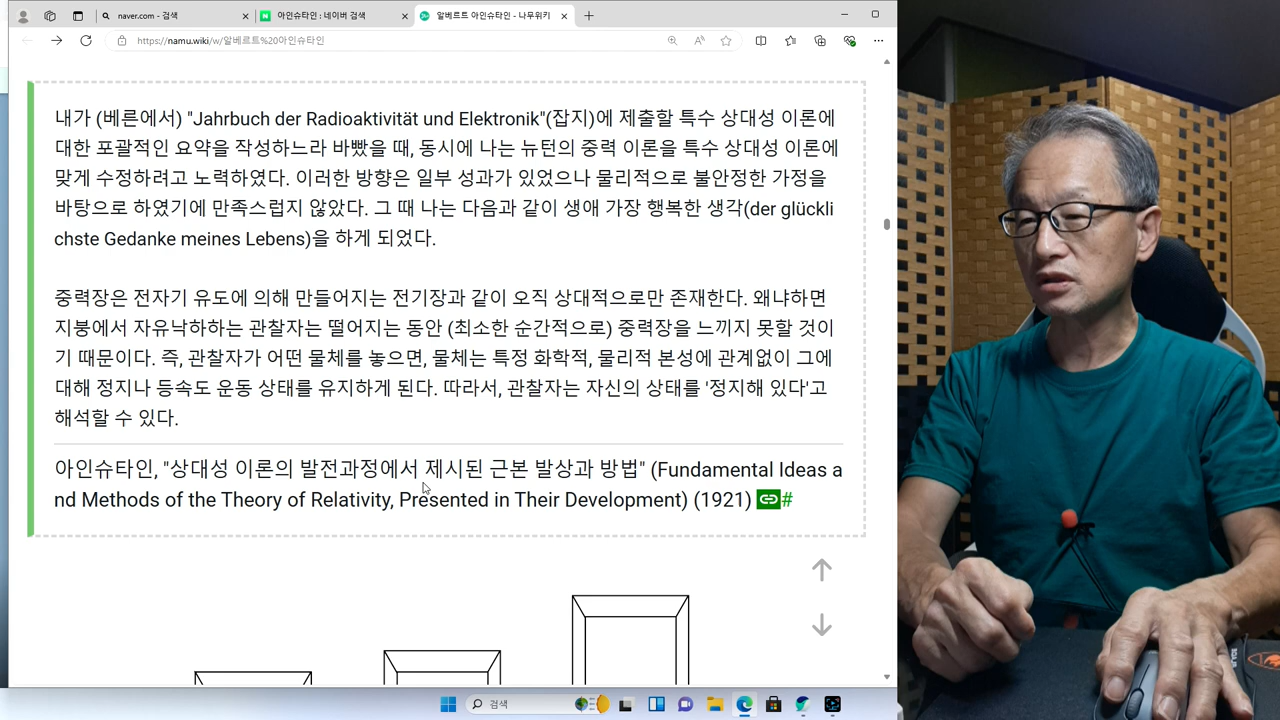 naver.com - 검색
아인슈타인 : 네이버 검색
알베르트 아인슈타인 - 나무위키
https://namu.wiki/w/알베르트%20아인슈타인
내가 (베른에서) "Jahrbuch der Radioaktivität und Elektronik"(잡지)에 제출할 특수 상대성 이론에
대한 포괄적인 요약을 작성하느라 바빴을 때, 동시에 나는 뉴턴의 중력 이론을 특수 상대성 이론에
맞게 수정하려고 노력하였다. 이러한 방향은 일부 성과가 있었으나 물리적으로 불안정한 가정을
바탕으로 하였기에 만족스럽지 않았다. 그 때 나는 다음과 같이 생애 가장 행복한 생각(der glückli
chste Gedanke meines Lebens)을 하게 되었다.
중력장은 전자기 유도에 의해 만들어지는 전기장과 같이 오직 상대적으로만 존재한다. 왜냐하면
지붕에서 자유낙하하는 관찰자는 떨어지는 동안 (최소한 순간적으로) 중력장을 느끼지 못할 것이
기 때문이다. 즉, 관찰자가 어떤 물체를 놓으면, 물체는 특정 화학적, 물리적 본성에 관계없이 그에
대해 정지나 등속도 운동 상태를 유지하게 된다. 따라서, 관찰자는 자신의 상태를 '정지해 있다'고
해석할 수 있다.
아인슈타인, "상대성 이론의 발전과정에서 제시된 근본 발상과 방법" (Fundamental Ideas a
nd Methods of the Theory of Relativity, Presented in Their Development) (1921) #
검색